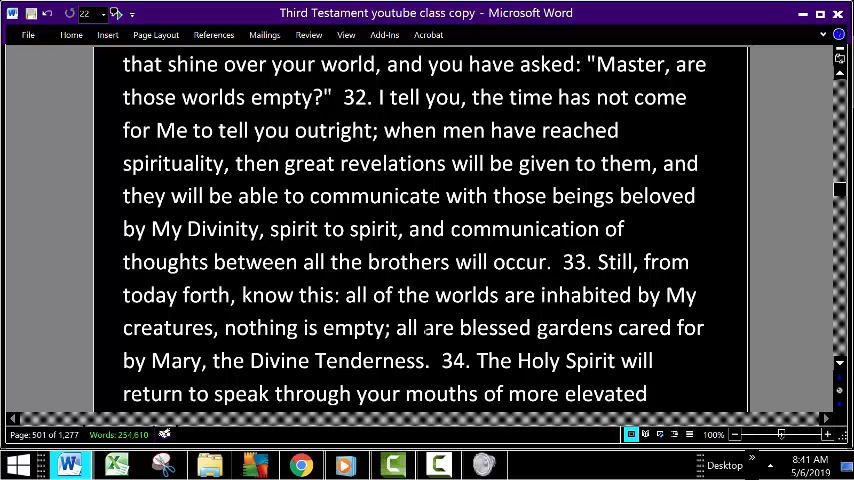 Third Testament youtube class copy - Microsoft Word
22
File Home Insert Page Layout References Mailings Review View Add-Ins Acrobat
that shine over your world, and you have asked: "Master, are
those worlds empty?" 32. I tell you, the time has not come
for Me to tell you outright; when men have reached
spirituality, then great revelations will be given to them, and
they will be able to communicate with those beings beloved
by My Divinity, spirit to spirit, and communication of
thoughts between all the brothers will occur. 33. Still, from
today forth, know this: all of the worlds are inhabited by My
creatures, nothing is empty; all are blessed gardens cared for
by Mary, the Divine Tenderness. 34. The Holy Spirit will
return to speak through your mouths of more elevated
Page: 501 of 1,277 Words: 254,610 100%
Desktop » 8:41 AM
5/6/2019